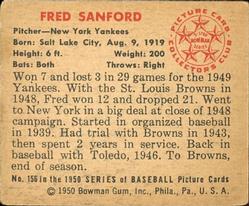 FRED SANFORD
Pitcher—New York Yankees
Born: Salt Lake City, Aug. 9, 1919
Height: 6 ft. Weight: 200
Bats: Both Throws: Right
PICTURE CARD
COLLECTORS CLUB
BOWMAN
Won 7 and lost 3 in 29 games for the 1949
Yankees. With the St. Louis Browns in
1948, Fred won 12 and dropped 21. Went
to New York in a big deal at close of 1948
campaign. Started in organized baseball
in 1939. Had trial with Browns in 1943,
then spent 2 years in service. Back in
baseball with Toledo, 1946. To Browns,
end of season.
No. 156 in the 1950 SERIES OF BASEBALL Picture Cards
©1950 Bowman Gum, Inc., Phila., Pa., U. S. A.